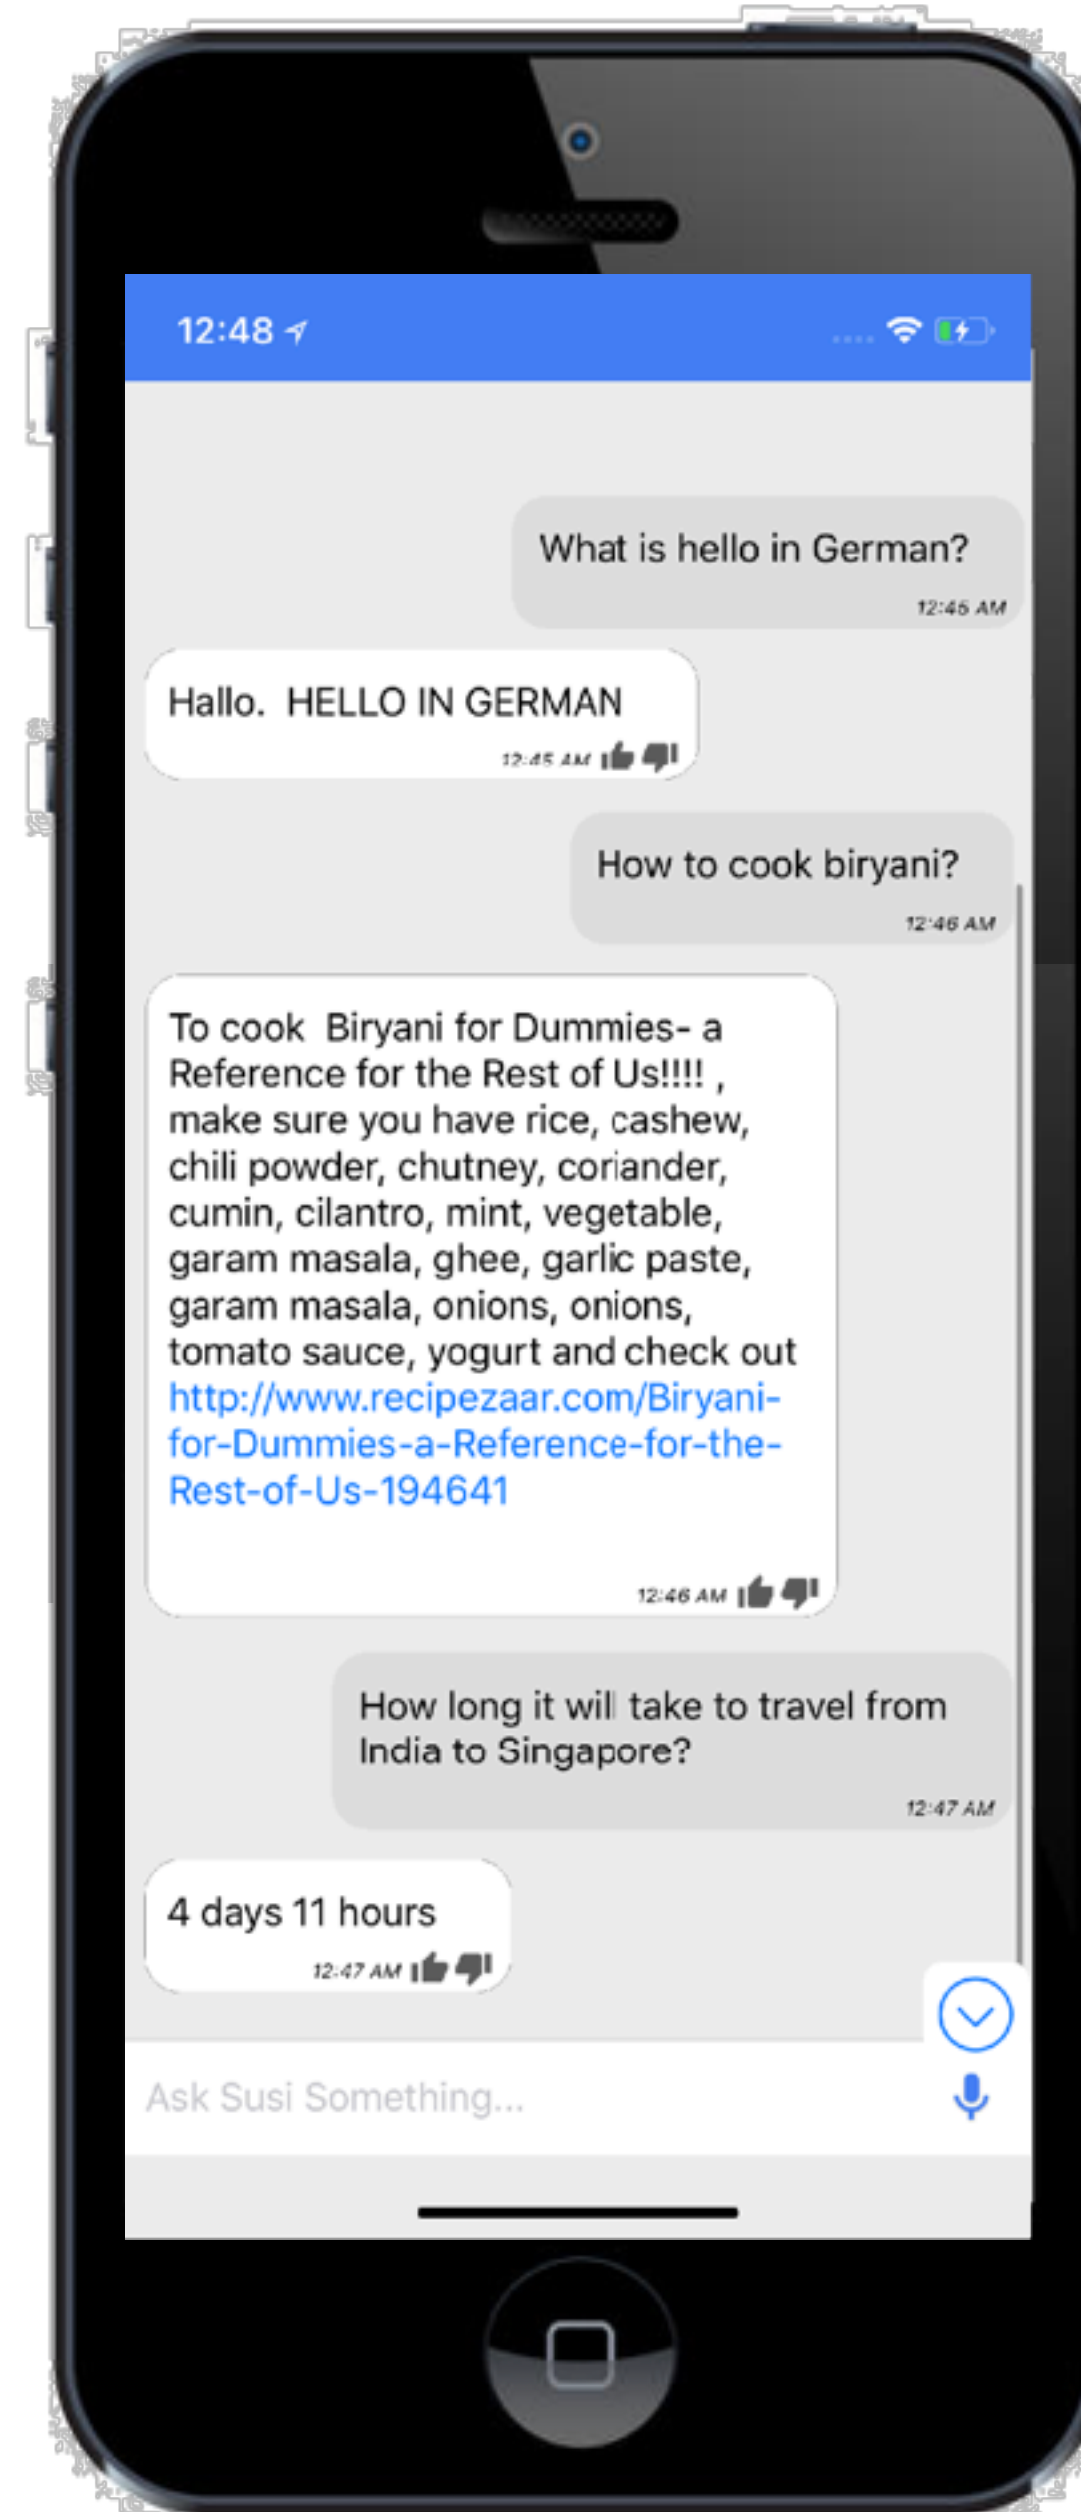 12:48
What is hello in German?
12:45 AM
Hallo.  HELLO IN GERMAN
12:45 AM
How to cook biryani?
12:46 AM
To cook  Biryani for Dummies- a
Reference for the Rest of Us!!!! ,
make sure you have rice, cashew,
chili powder, chutney, coriander,
cumin, cilantro, mint, vegetable,
garam masala, ghee, garlic paste,
garam masala, onions, onions,
tomato sauce, yogurt and check out
http://www.recipezaar.com/Biryani-
for-Dummies-a-Reference-for-the-
Rest-of-Us-194641
12:46 AM
How long it will take to travel from
India to Singapore?
12:47 AM
4 days 11 hours
12:47 AM
Ask Susi Something...